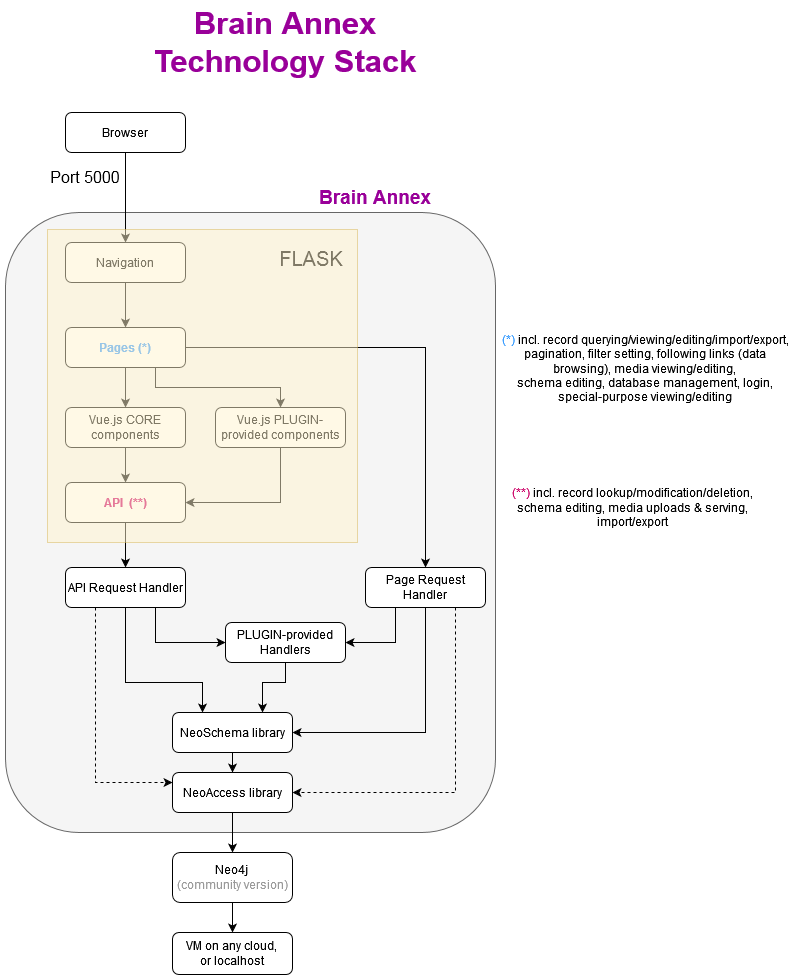 Brain Annex
Technology Stack
Browser
Port 5000
Brain Annex
FLASK
Navigation
Pages (*)
(*) incl. record querying/viewing/editing/import/export,
pagination, filter setting, following links (data
browsing), media viewing/editing,
schema editing, database management, login,
special-purpose viewing/editing
Vue.js CORE
components
Vue.js PLUGIN-
provided components
API (**)
(**) incl. record lookup/modification/deletion,
schema editing, media uploads & serving,
import/export
API Request Handler
Page Request
Handler
PLUGIN-provided
Handlers
NeoSchema library
NeoAccess library
Neo4j
(community version)
VM on any cloud,
or localhost